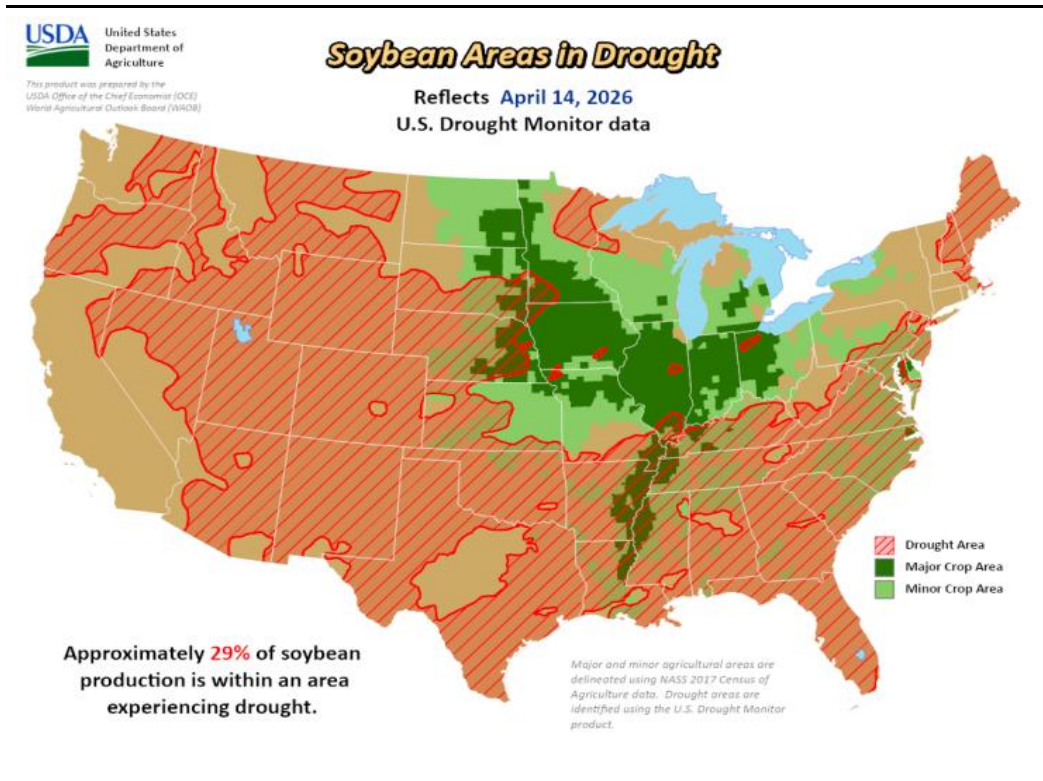 USDA
United States
Department of
Agriculture
This product was prepared by the
USDA Office of the Chief Economist (OCE)
World Agricultural Outlook Board (WAOB)
Soybean Areas in Drought
Reflects April 14, 2026
U.S. Drought Monitor data
Drought Area
Major Crop Area
Minor Crop Area
Approximately 29% of soybean
production is within an area
experiencing drought.
Major and minor agricultural areas are
delineated using NASS 2017 Census of
Agriculture data. Drought areas are
identified using the U.S. Drought Monitor
product.